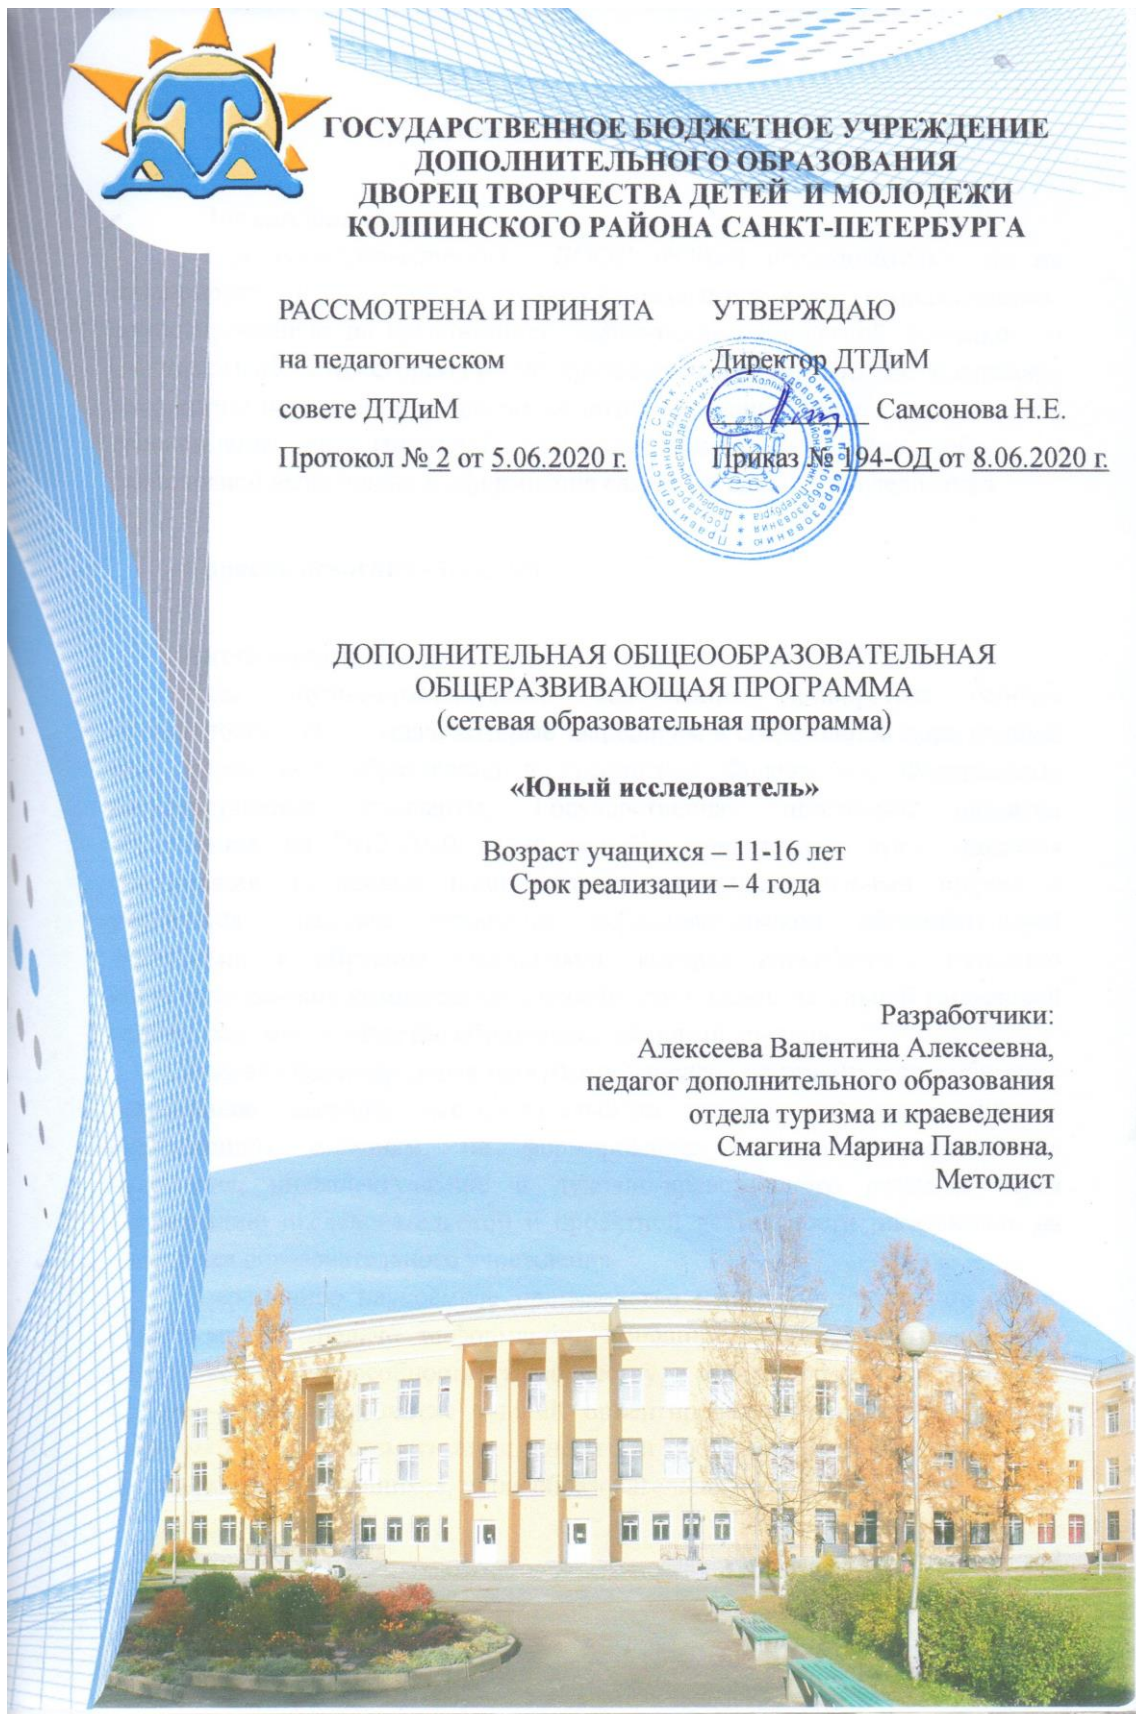 ГОСУДАРСТВЕННОЕ БЮДЖЕТНОЕ УЧРЕЖДЕНИЕ
ДОПОЛНИТЕЛЬНОГО ОБРАЗОВАНИЯ
ДВОРЕЦ ТВОРЧЕСТВА ДЕТЕЙ И МОЛОДЕЖИ
КОЛПИНСКОГО РАЙОНА САНКТ-ПЕТЕРБУРГА
РАССМОТРЕНА И ПРИНЯТА
на педагогическом
совете ДТДиМ
Протокол № 2 от 5.06.2020 г.
УТВЕРЖДАЮ
Директор ДТДиМ
Самсонова Н.Е.
Приказ № 194-ОД от 8.06.2020 г.
ДОПОЛНИТЕЛЬНАЯ ОБЩЕООБРАЗОВАТЕЛЬНАЯ
ОБЩЕРАЗВИВАЮЩАЯ ПРОГРАММА
(сетевая образовательная программа)
«Юный исследователь»
Возраст учащихся – 11-16 лет
Срок реализации – 4 года
Разработчики:
Алексеева Валентина Алексеевна,
педагог дополнительного образования
отдела туризма и краеведения
Смагина Марина Павловна,
Методист